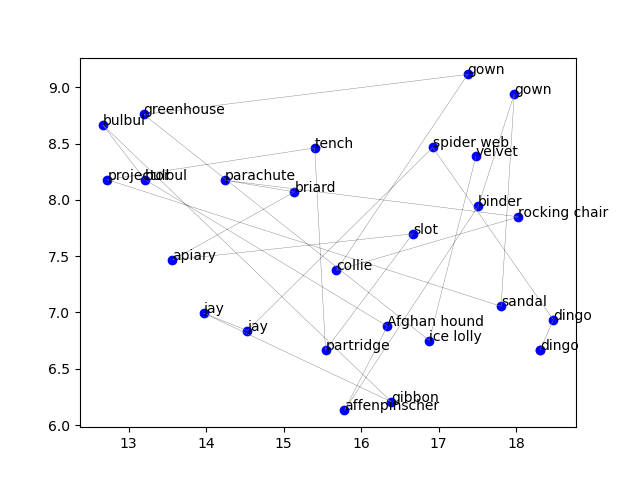 gown
9.0
gown
greenhouse
bulbul
8.5
tench
spider web
velvet
projector
bulbul
parachute
briard
8.0
binder
rocking chair
slot
7.5
apiary
collie
sandal
7.0
jay
dingo
Afghan hound
jay
ice lolly
partridge
dingo
6.5
gibbon
affenpinscher
6.0
13
14
15
16
17
18